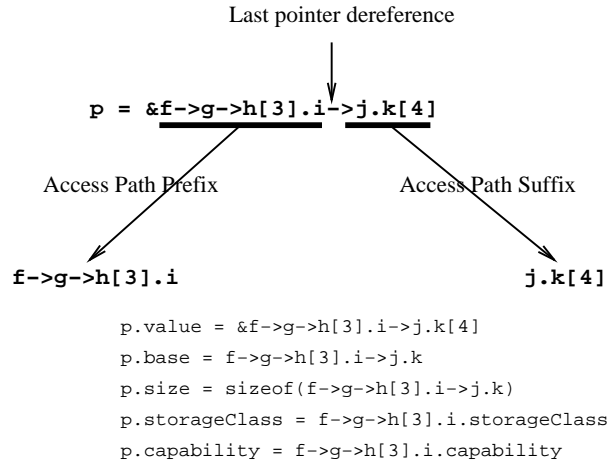 Last pointer dereference
p = &f->g->h[3].i->j.k[4]
Access Path Prefix
Access Path Suffix
f->g->h[3].i
j.k[4]
p.value = &f->g->h[3].i->j.k[4]
p.base = f->g->h[3].i->j.k
p.size = sizeof(f->g->h[3].i->j.k)
p.storageClass = f->g->h[3].i.storageClass
p.capability = f->g->h[3].i.capability